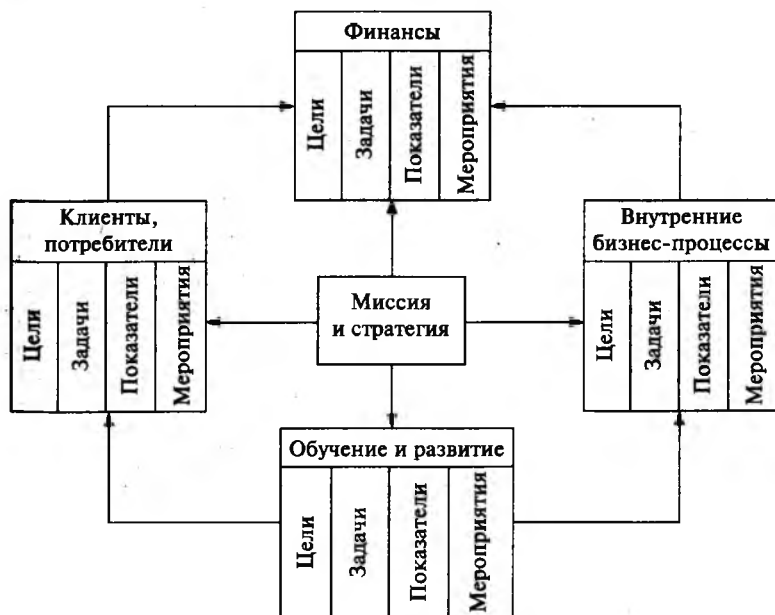 Финансы
Цели
Задачи
Показатели
Мероприятия
Клиенты,
потребители
Цели
Задачи
Показатели
Мероприятия
Миссия
и стратегия
Внутренние
бизнес-процессы
Цели
Задачи
Показатели
Мероприятия
Обучение и развитие
Цели
Задачи
Показатели
Мероприятия